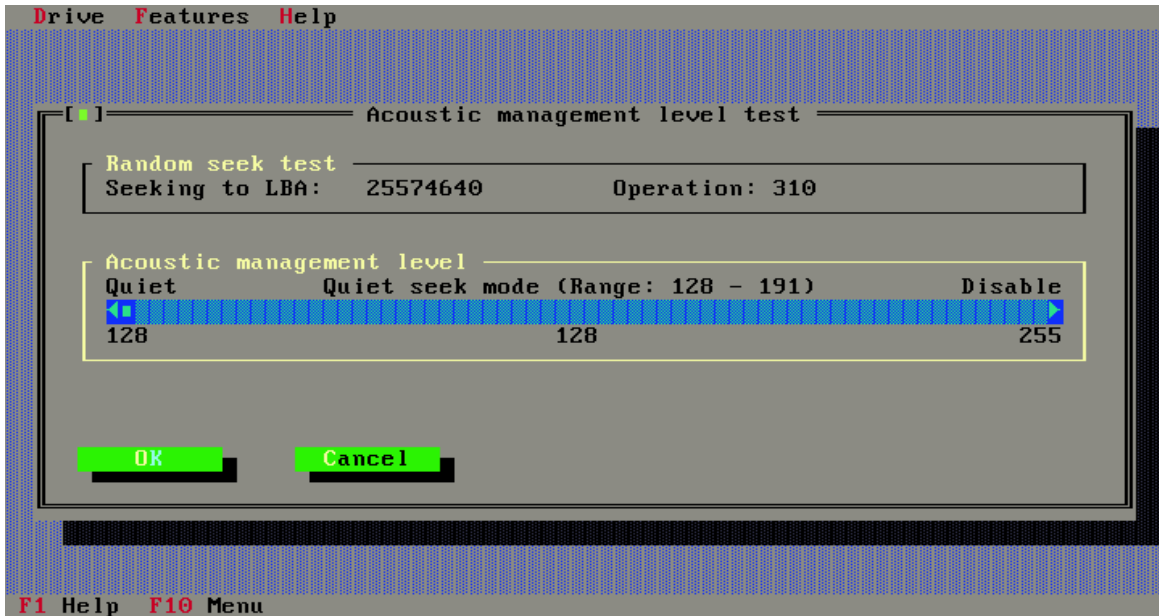 Drive Features Help
[■] Acoustic management level test
Random seek test
Seeking to LBA: 25574640 Operation: 310
Acoustic management level
Quiet Quiet seek mode (Range: 128 - 191) Disable
128 128 255
OK Cancel
F1 Help F10 Menu